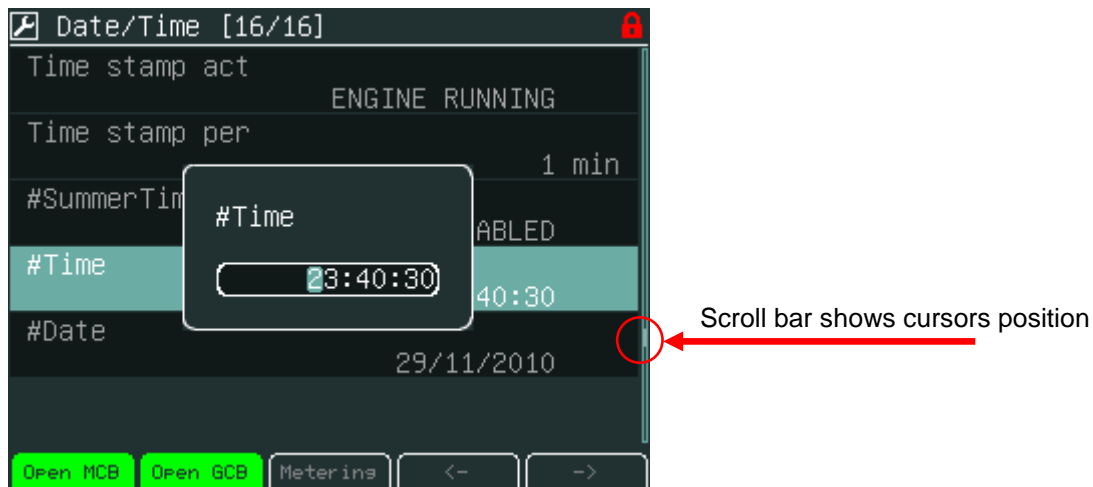 Date/Time [16/16]
Time stamp act
ENGINE RUNNING
Time stamp per
1 min
#SummerTim
ABLED
#Time
23:40:30
#Time
40:30
#Date
29/11/2010
Scroll bar shows cursors position
Open MCB Open GCB Metering <- ->